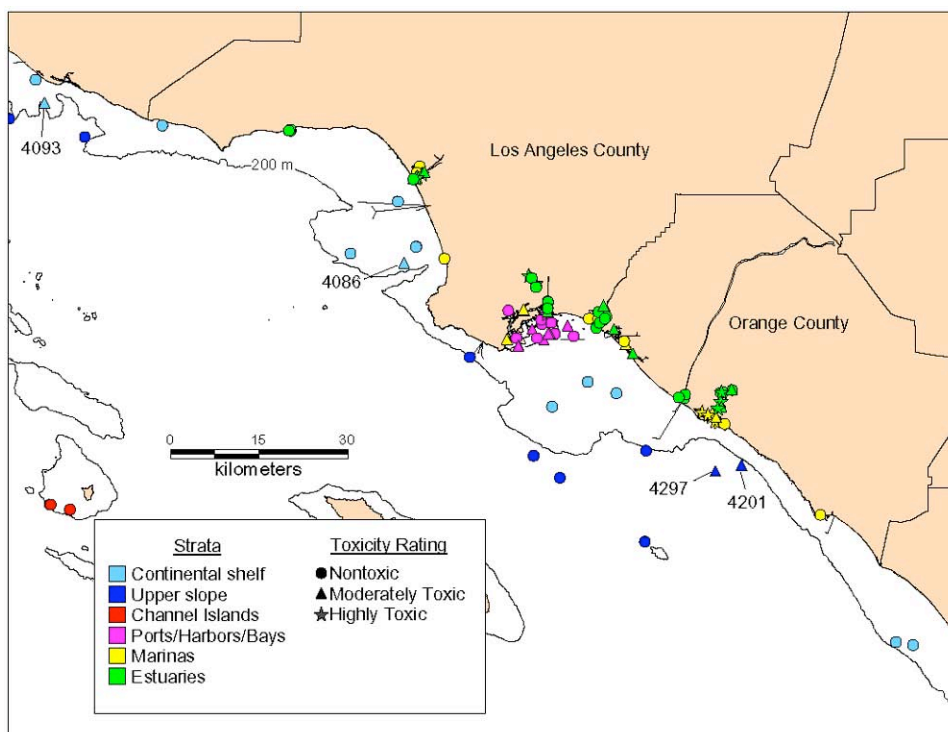 4093
200 m
Los Angeles County
4086
Orange County
4297
4201
0 15 30
kilometers
Strata
Continental shelf
Upper slope
Channel Islands
Ports/Harbors/Bays
Marinas
Estuaries
Toxicity Rating
Nontoxic
Moderately Toxic
Highly Toxic